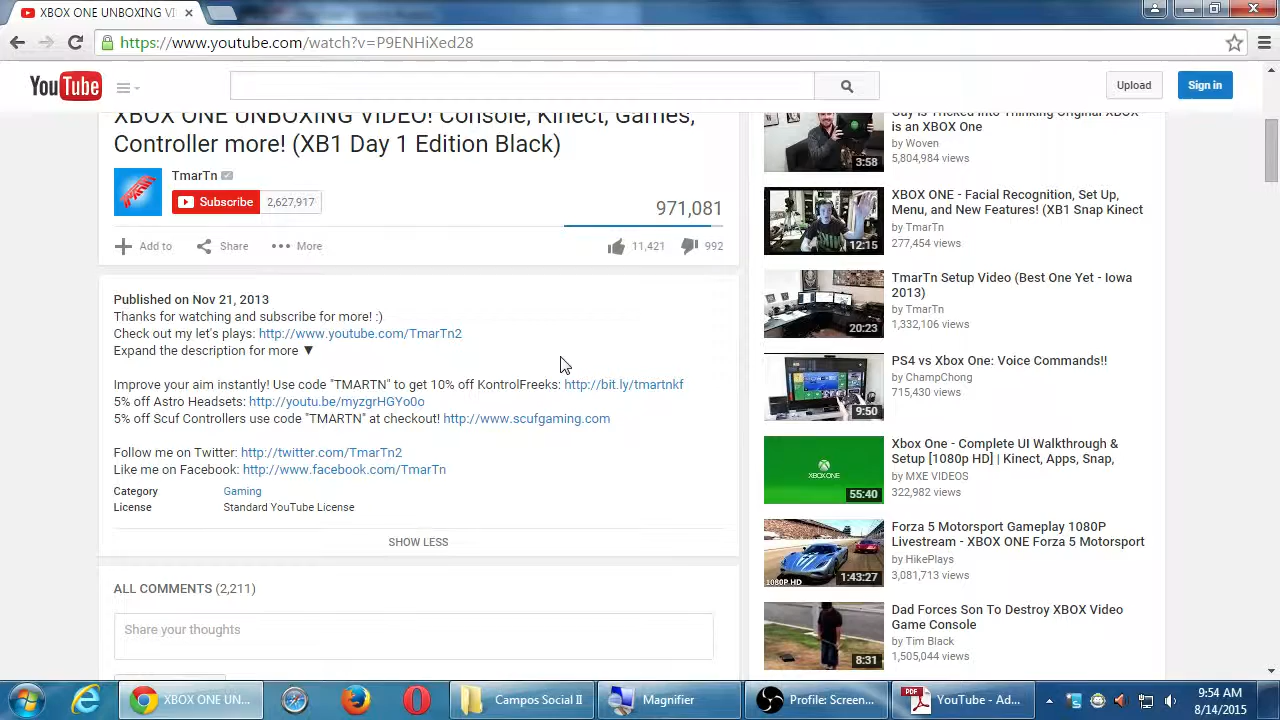 XBOX ONE UNBOXING VI
https://www.youtube.com/watch?v=P9ENHiXed28
YouTube
Upload
Sign in
XBOX ONE UNBOXING VIDEO! Console, Kinect, Games,
Controller more! (XB1 Day 1 Edition Black)
TmarTn
Subscribe
2,627,917
971,081
Add to
Share
More
11,421
992
Published on Nov 21, 2013
Thanks for watching and subscribe for more! :)
Check out my let's plays: http://www.youtube.com/TmarTn2
Expand the description for more ▼
Improve your aim instantly! Use code "TMARTN" to get 10% off KontrolFreeks: http://bit.ly/tmartnkf
5% off Astro Headsets: http://youtu.be/myzgrHGYo0o
5% off Scuf Controllers use code "TMARTN" at checkout! http://www.scufgaming.com
Follow me on Twitter: http://twitter.com/TmarTn2
Like me on Facebook: http://www.facebook.com/TmarTn
Category Gaming
License Standard YouTube License
SHOW LESS
ALL COMMENTS (2,211)
Share your thoughts
Guy is Tricked Into Thinking Original XBOX
is an XBOX One
by Woven
5,804,984 views
3:58
XBOX ONE - Facial Recognition, Set Up,
Menu, and New Features! (XB1 Snap Kinect
by TmarTn
277,454 views
12:15
TmarTn Setup Video (Best One Yet - Iowa
2013)
by TmarTn
1,332,106 views
20:23
PS4 vs Xbox One: Voice Commands!!
by ChampChong
715,430 views
9:50
Xbox One - Complete UI Walkthrough &
Setup [1080p HD] | Kinect, Apps, Snap,
by MXE VIDEOS
322,982 views
XBOX ONE
55:40
Forza 5 Motorsport Gameplay 1080P
Livestream - XBOX ONE Forza 5 Motorsport
by HikePlays
3,081,713 views
1080P HD
1:43:27
Dad Forces Son To Destroy XBOX Video
Game Console
by Tim Black
1,505,044 views
8:31
XBOX ONE UN...
Campos Social II
Magnifier
Profile: Screen...
PDF
YouTube - Ad...
9:54 AM
8/14/2015